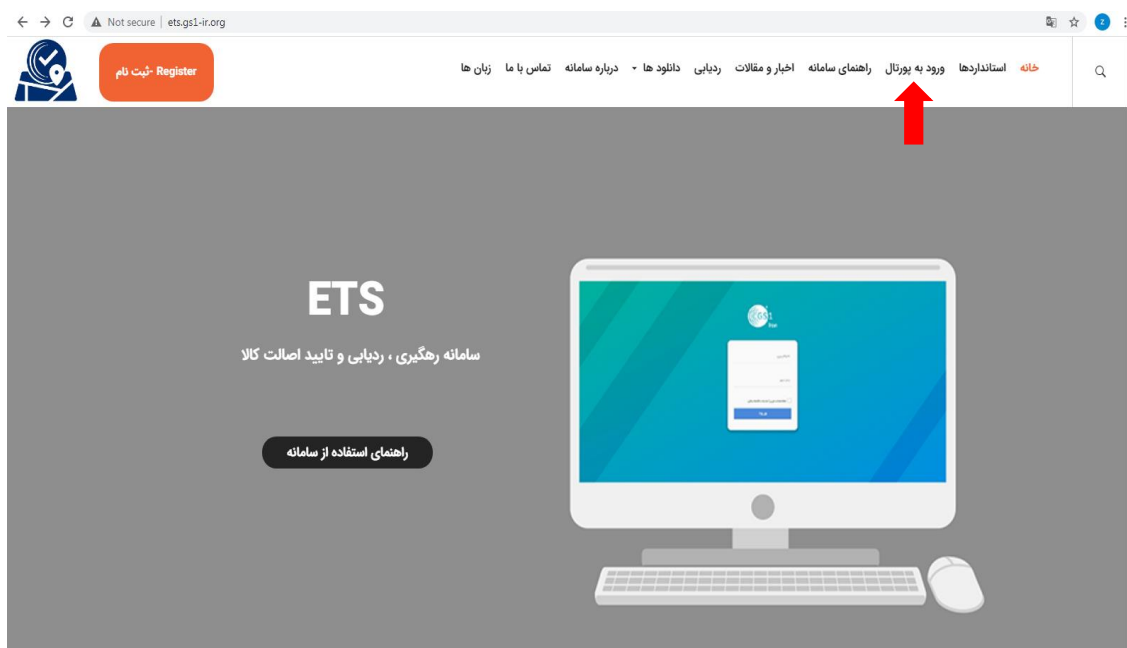 Not secure | ets.gs1-ir.org
z
خانه استانداردها ورود به پورتال راهنمای سامانه اخبار و مقالات ردیابی دانلود ها درباره سامانه تماس با ما زبان ها
Register -ثبت نام
ETS
سامانه رهگیری ، ردیابی و تایید اصالت کالا
راهنمای استفاده از سامانه
GS1